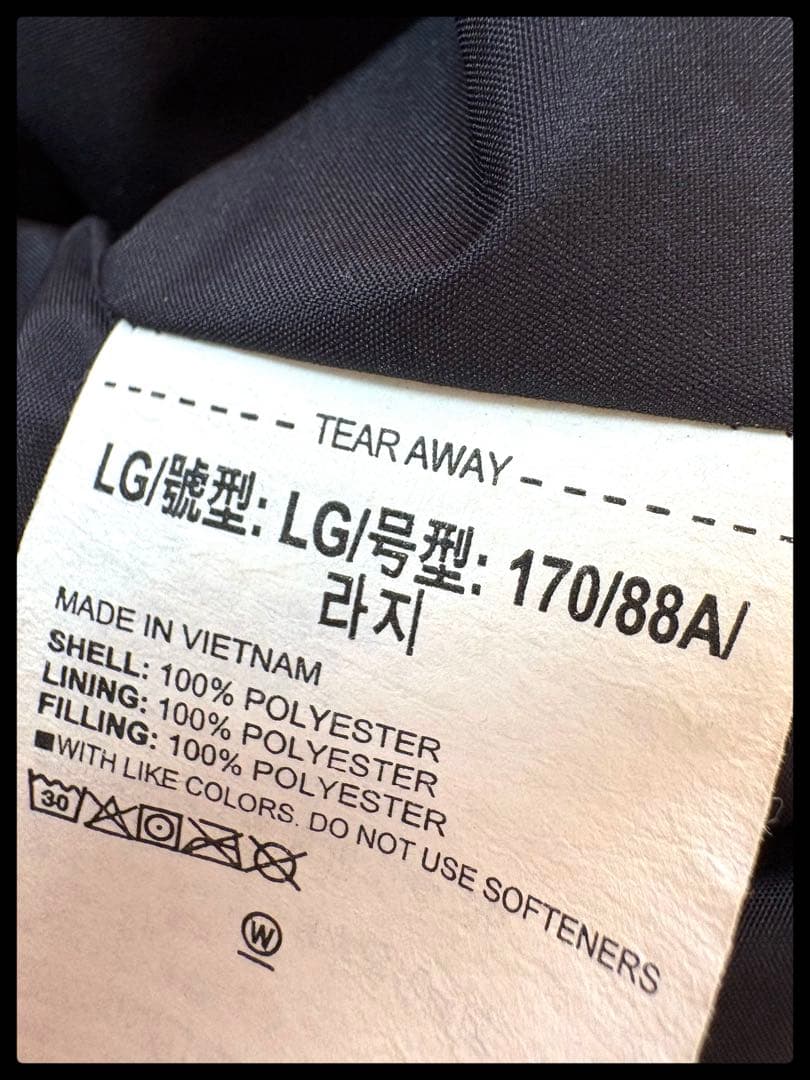 TEAR AWAY
LG/號型: LG/号型: 170/88A/
라지
MADE IN VIETNAM
SHELL: 100% POLYESTER
LINING: 100% POLYESTER
FILLING: 100% POLYESTER
■WITH LIKE COLORS. DO NOT USE SOFTENERS
30
W